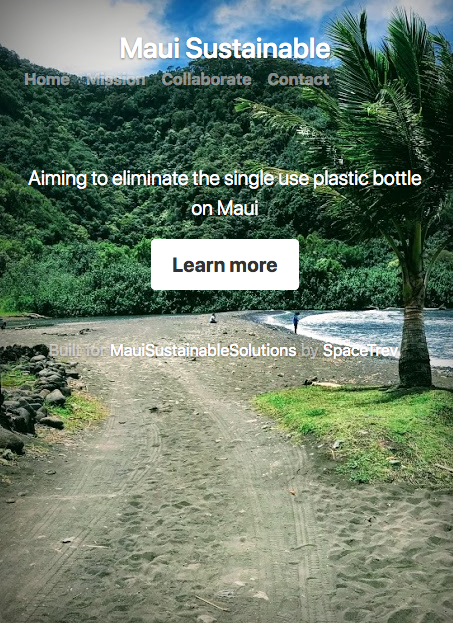 Maui Sustainable
Home Mission Collaborate Contact
Aiming to eliminate the single use plastic bottle
on Maui
Learn more
Built for MauiSustainableSolutions by SpaceTrev